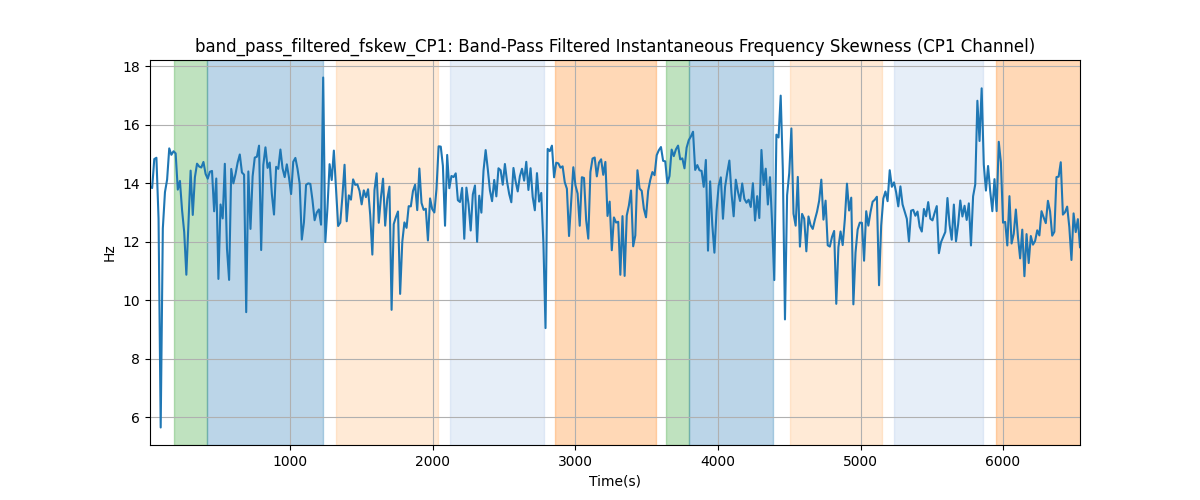 band_pass_filtered_fskew_CP1: Band-Pass Filtered Instantaneous Frequency Skewness (CP1 Channel)
18
16
14
12
10
8
6
Hz
1000 2000 3000 4000 5000 6000
Time(s)